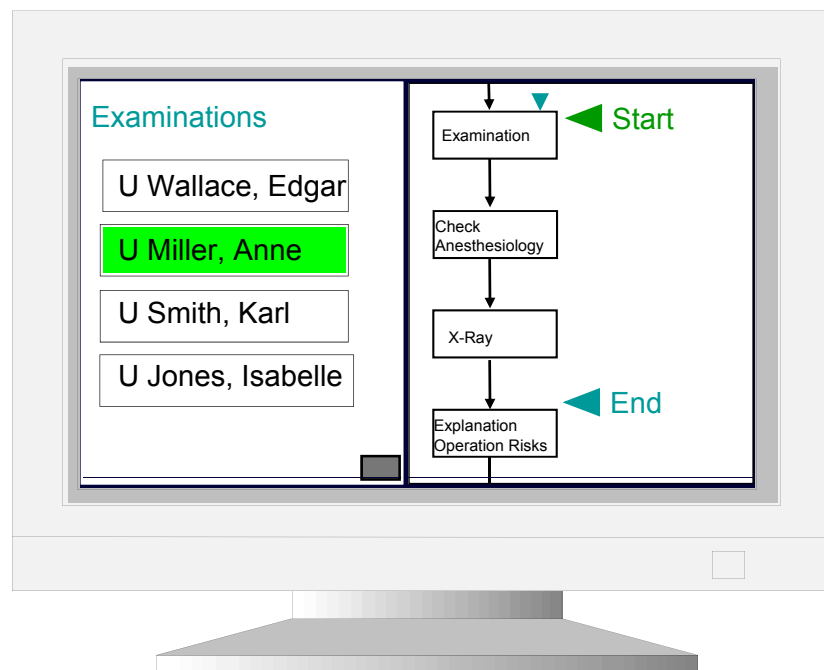 Examinations
U Wallace, Edgar
U Miller, Anne
U Smith, Karl
U Jones, Isabelle
Start
Examination
Check
Anesthesiology
X-Ray
End
Explanation
Operation Risks